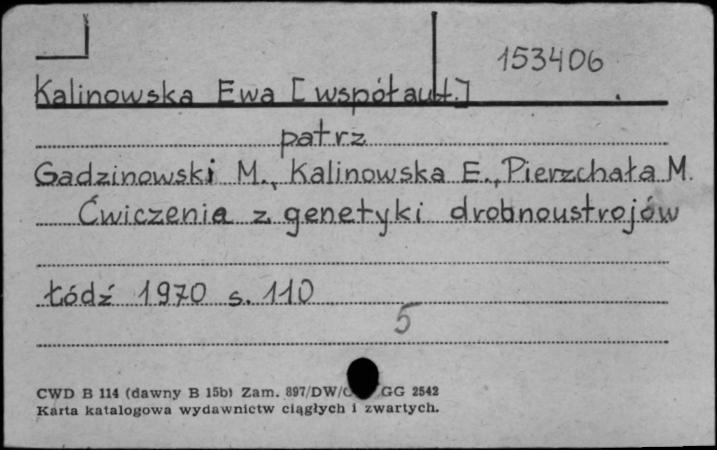 153406
Kalinowska Ewa [współaut.]
patrz
Gadzinowski M., Kalinowska E., Pierzchała M.
Ćwiczenia z genetyki drobnoustrojów
Łódź 1970 s. 110
5
CWD B 114 (dawny B 15b) Zam. 897/DW/ GG 2542
Karta katalogowa wydawnictw ciągłych i zwartych.